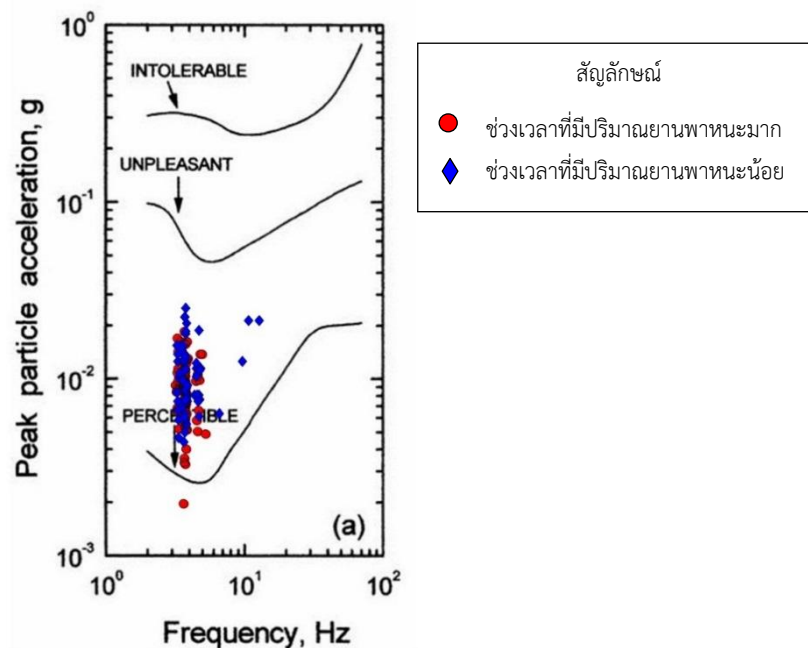 10⁰
INTOLERABLE
UNPLEASANT
10⁻¹
10⁻²
PERCEPTIBLE
(a)
10⁻³
10⁰ 10¹ 10²
Frequency, Hz
Peak particle acceleration, g
สัญลักษณ์
ช่วงเวลาที่มีปริมาณยานพาหนะมาก
ช่วงเวลาที่มีปริมาณยานพาหนะน้อย